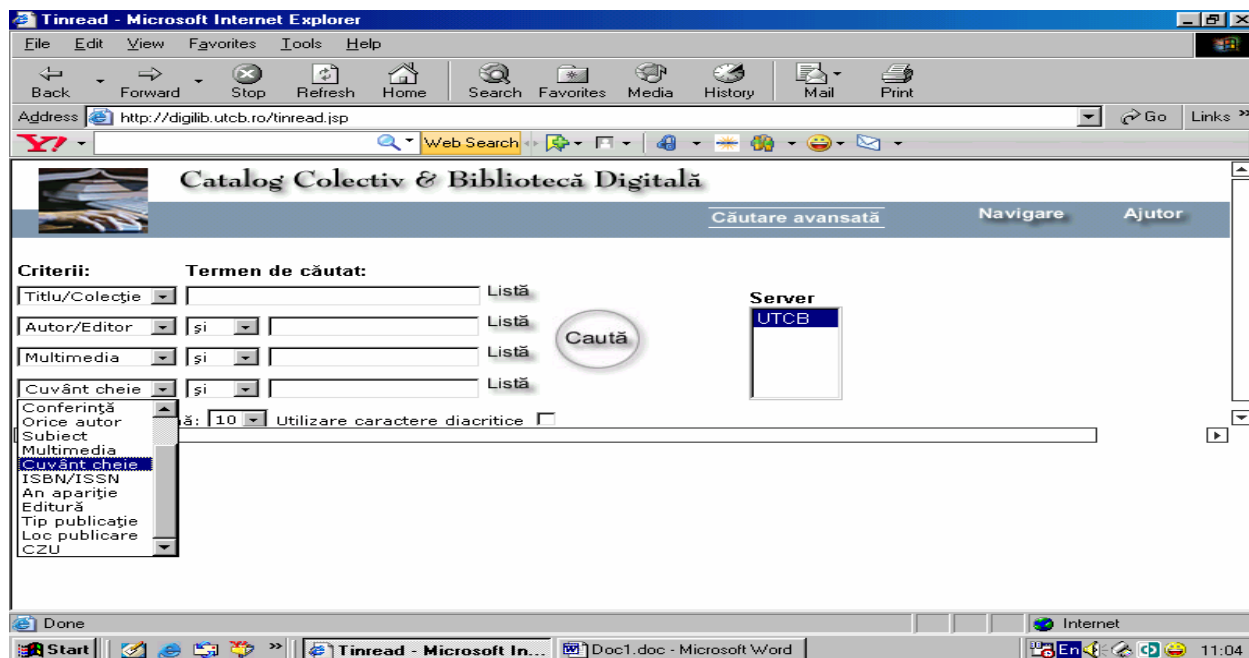 Tinread - Microsoft Internet Explorer
File Edit View Favorites Tools Help
Back Forward Stop Refresh Home Search Favorites Media History Mail Print
Address http://digilib.utcb.ro/tinread.jsp Go Links »
Y! Web Search
Catalog Colectiv & Bibliotecă Digitală
Căutare avansată Navigare Ajutor
Criterii: Termen de căutat:
Titlu/Colecţie Listă
Server
UTCB
Autor/Editor şi Listă
Caută
Multimedia şi Listă
Cuvânt cheie şi Listă
ă: 10 Utilizare caractere diacritice
Conferinţă
Orice autor
Subiect
Multimedia
Cuvânt cheie
ISBN/ISSN
An apariţie
Editură
Tip publicaţie
Loc publicare
CZU
Done Internet
Start » Tinread - Microsoft In... Doc1.doc - Microsoft Word En 11:04